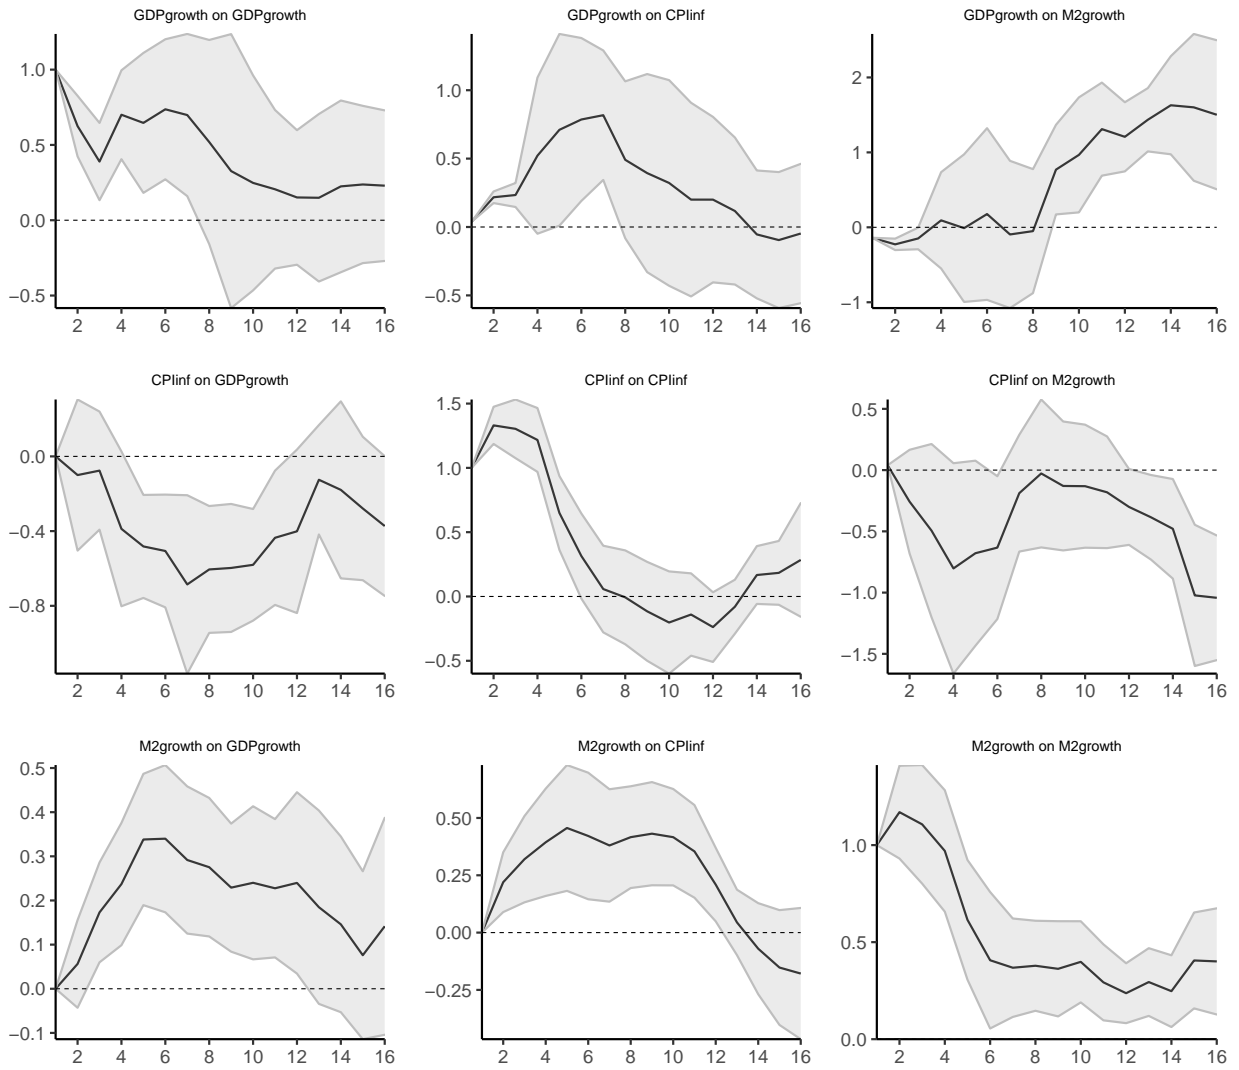 GDPgrowth on GDPgrowth
1.0
0.5
0.0
−0.5
2 4 6 8 10 12 14 16
GDPgrowth on CPIinf
1.0
0.5
0.0
−0.5
2 4 6 8 10 12 14 16
GDPgrowth on M2growth
2
1
0
−1
2 4 6 8 10 12 14 16
CPIinf on GDPgrowth
0.0
−0.4
−0.8
2 4 6 8 10 12 14 16
CPIinf on CPIinf
1.5
1.0
0.5
0.0
−0.5
2 4 6 8 10 12 14 16
CPIinf on M2growth
0.5
0.0
−0.5
−1.0
−1.5
2 4 6 8 10 12 14 16
M2growth on GDPgrowth
0.5
0.4
0.3
0.2
0.1
0.0
−0.1
2 4 6 8 10 12 14 16
M2growth on CPIinf
0.50
0.25
0.00
−0.25
2 4 6 8 10 12 14 16
M2growth on M2growth
1.0
0.5
0.0
2 4 6 8 10 12 14 16